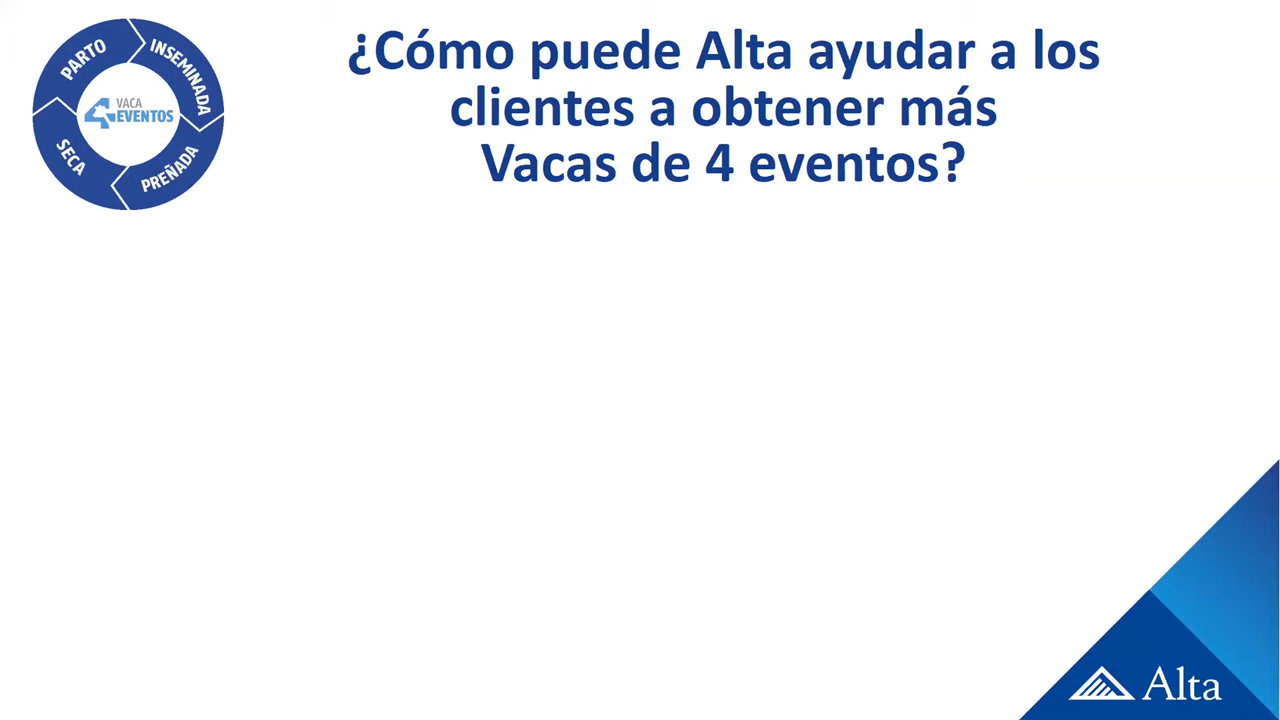 ¿Cómo puede Alta ayudar a los
clientes a obtener más
Vacas de 4 eventos?
PARTO
INSEMINADA
PREÑADA
SECA
4 VACA
EVENTOS
Alta